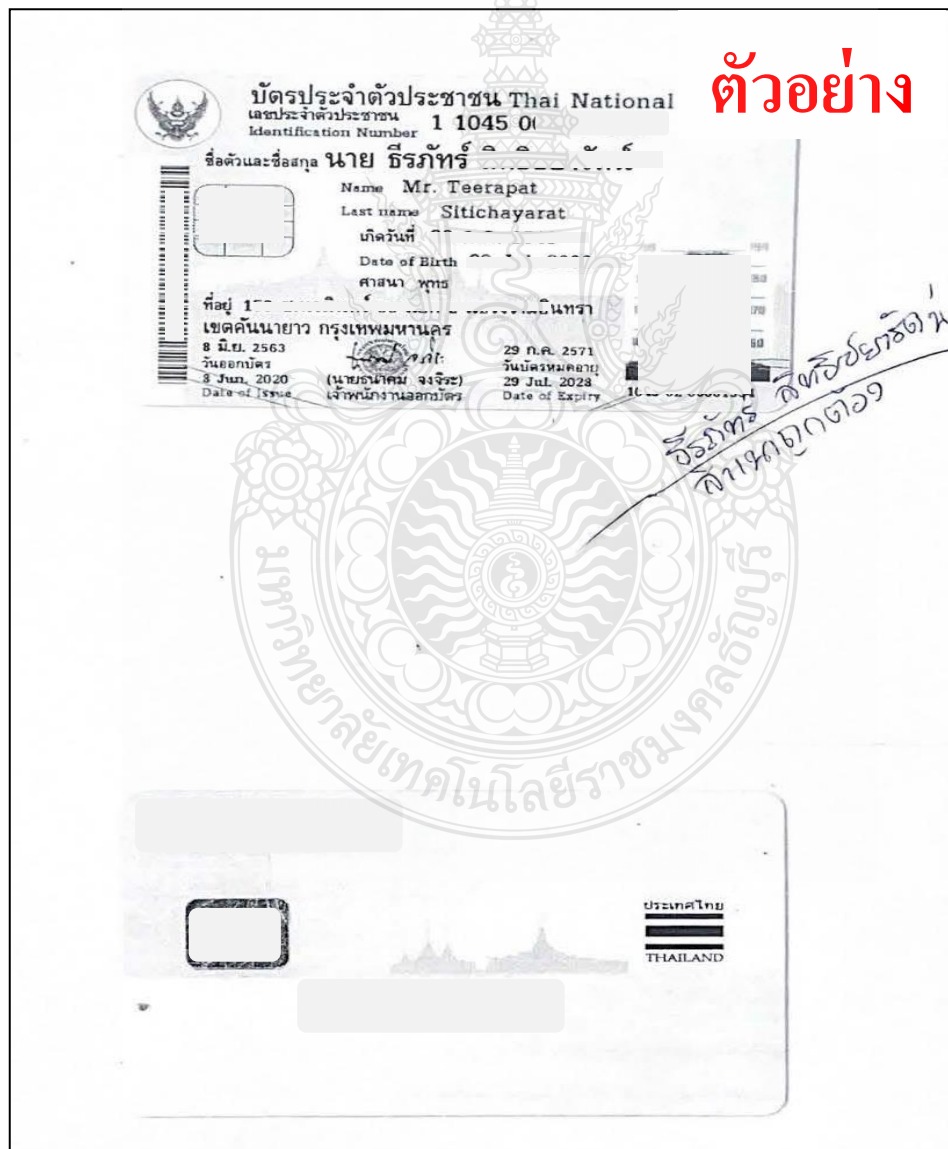 ตัวอย่าง
บัตรประจำตัวประชาชน Thai National
เลขประจำตัวประชาชน
Identification Number 1 1045 0
ชื่อตัวและชื่อสกุล นาย ธีรภัทร์
Name Mr. Teerapat
Last name Sitichayarat
เกิดวันที่
Date of Birth
ศาสนา พุทธ
ที่อยู่ 1 อินทรา
เขตคันนายาว กรุงเทพมหานคร
8 มิ.ย. 2563
วันออกบัตร
8 Jun. 2020
Date of Issue
(นายธนาคม จงจิระ)
เจ้าพนักงานออกบัตร
29 ก.ค. 2571
วันบัตรหมดอายุ
29 Jul. 2028
Date of Expiry
ธีรภัทร์ สิทธิชยารัตน์
สำเนาถูกต้อง
มหาวิทยาลัยเทคโนโลยีราชมงคลธัญบุรี
ประเทศไทย
THAILAND